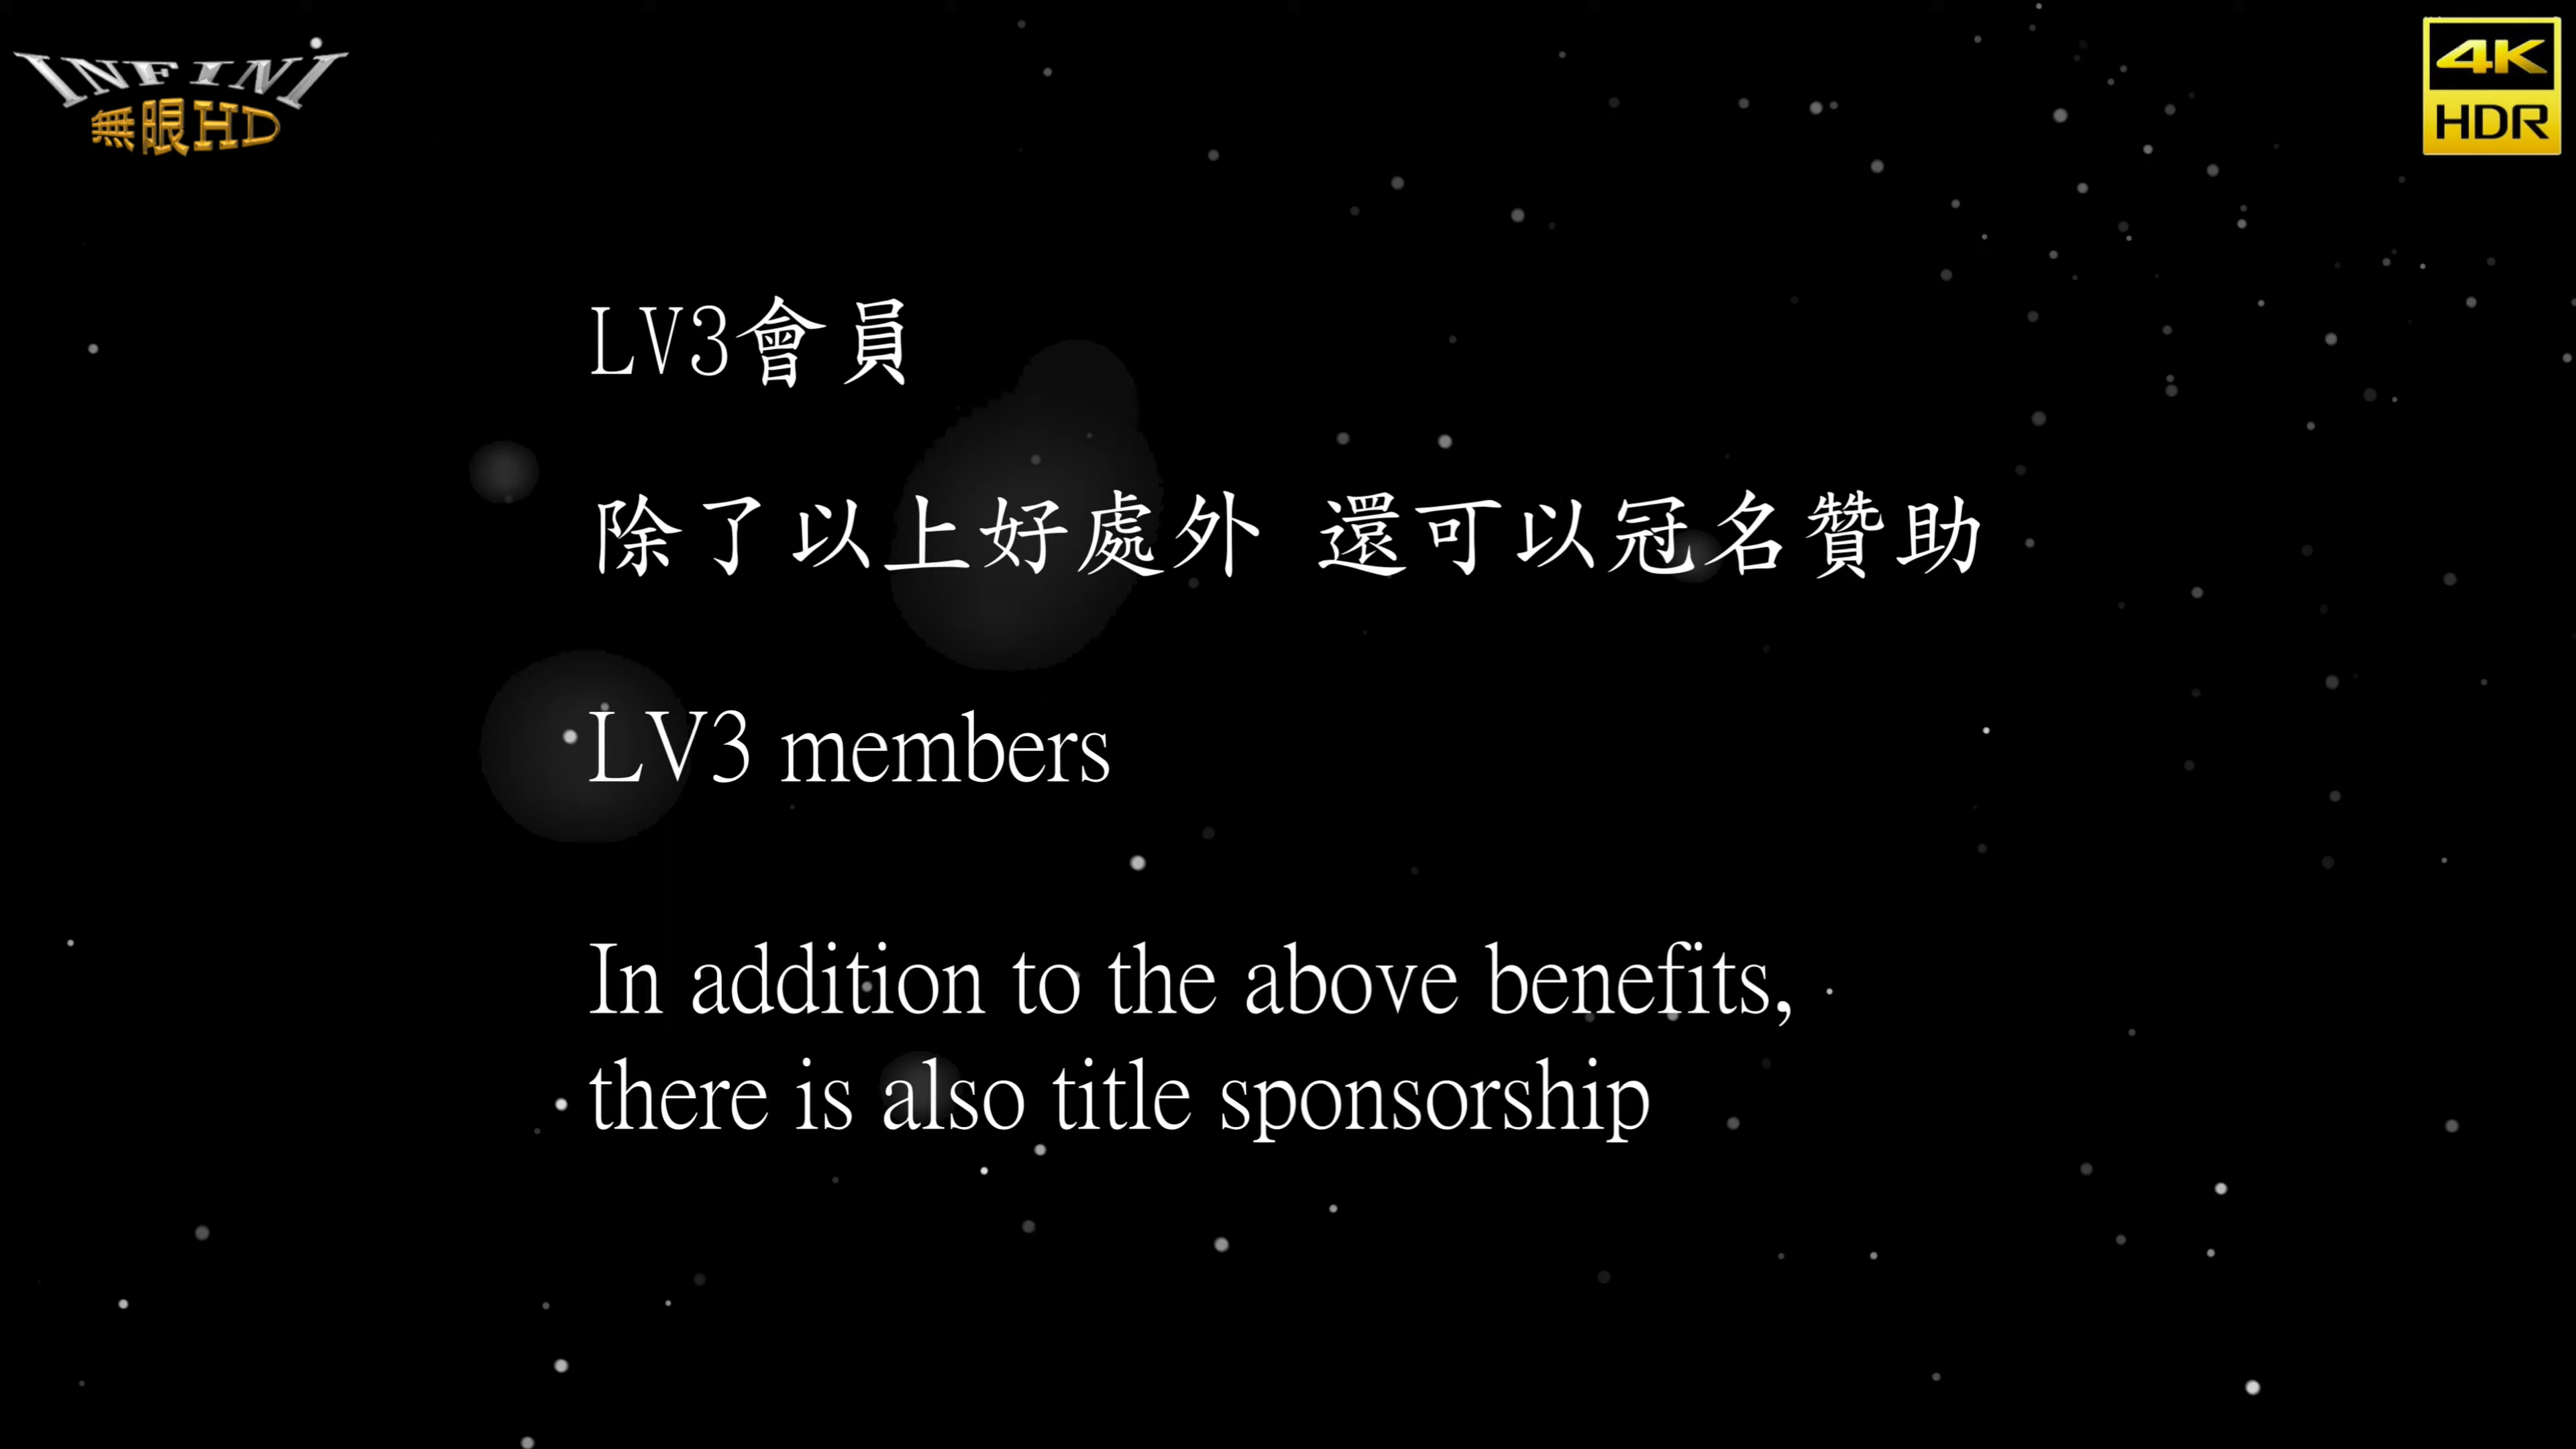 INFINI
無限HD
4K
HDR
LV3會員
除了以上好處外 還可以冠名贊助
LV3 members
In addition to the above benefits,
there is also title sponsorship